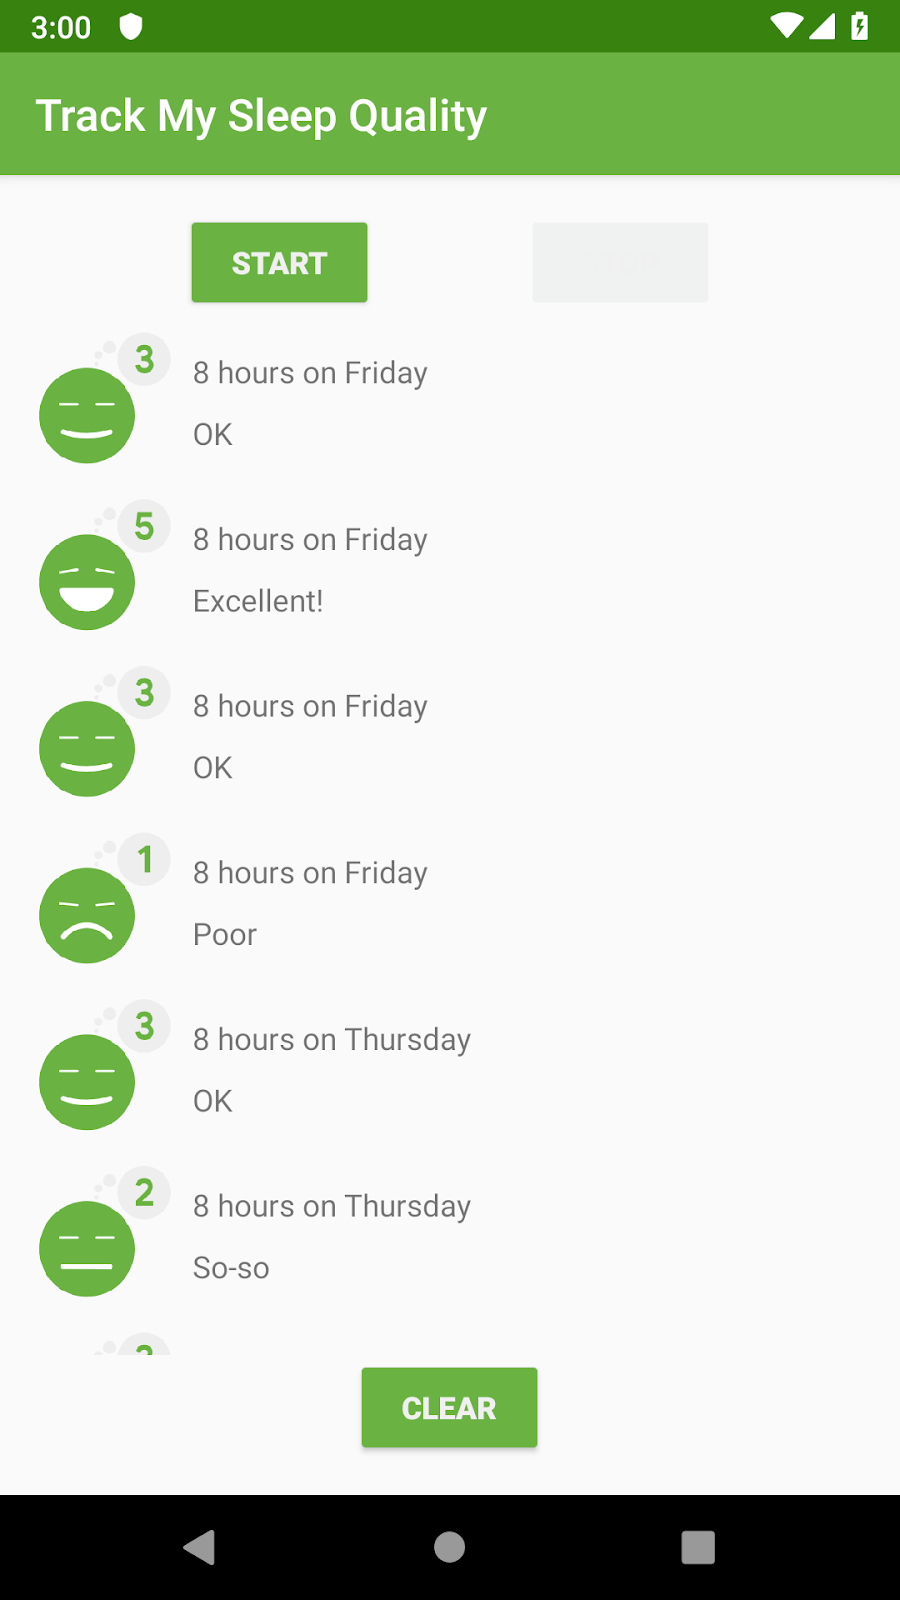 3:00
Track My Sleep Quality
START
3
8 hours on Friday
OK
5
8 hours on Friday
Excellent!
3
8 hours on Friday
OK
1
8 hours on Friday
Poor
3
8 hours on Thursday
OK
2
8 hours on Thursday
So-so
CLEAR